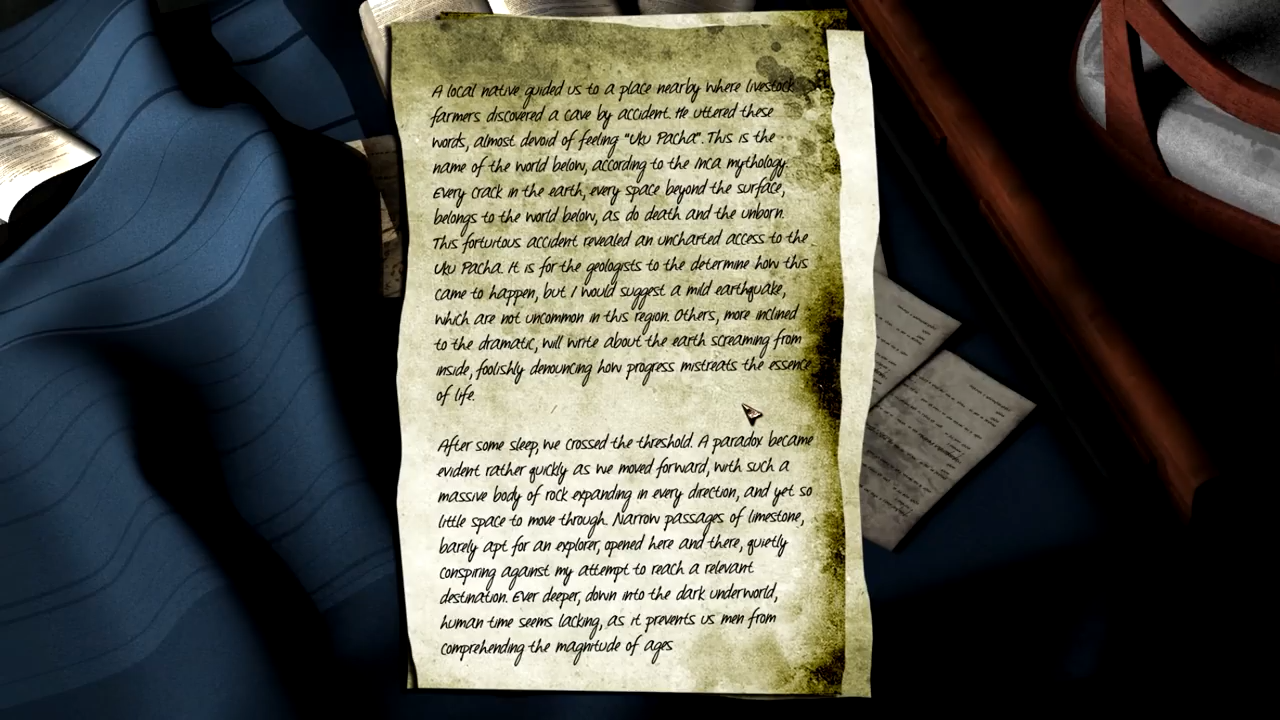 A local native guided us to a place nearby where livestock
farmers discovered a cave by accident. He uttered these
words, almost devoid of feeling "Uku Pacha". This is the
name of the world below, according to the Inca mythology.
Every crack in the earth, every space beyond the surface,
belongs to the world below, as do death and the unborn.
This fortuitous accident revealed an uncharted access to the
Uku Pacha. It is for the geologists to the determine how this
came to happen, but I would suggest a mild earthquake,
which are not uncommon in this region. Others, more inclined
to the dramatic, will write about the earth screaming from
inside, foolishly denouncing how progress mistreats the essence
of life.
After some sleep, we crossed the threshold. A paradox became
evident rather quickly as we moved forward, with such a
massive body of rock expanding in every direction, and yet so
little space to move through. Narrow passages of limestone,
barely apt for an explorer, opened here and there, quietly
conspiring against my attempt to reach a relevant
destination. Ever deeper, down into the dark underworld,
human time seems lacking, as it prevents us men from
comprehending the magnitude of ages